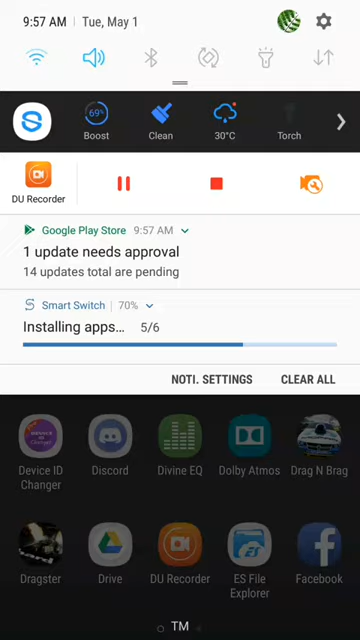 9:57 AM Tue, May 1
69%
Boost
Clean
30°C
Torch
DU Recorder
Google Play Store 9:57 AM
1 update needs approval
14 updates total are pending
Smart Switch 70%
Installing apps... 5/6
NOTI. SETTINGS CLEAR ALL
Device ID Changer
Discord
Divine EQ
Dolby Atmos
Drag N Brag
Dragster
Drive
DU Recorder
ES File Explorer
Facebook
TM